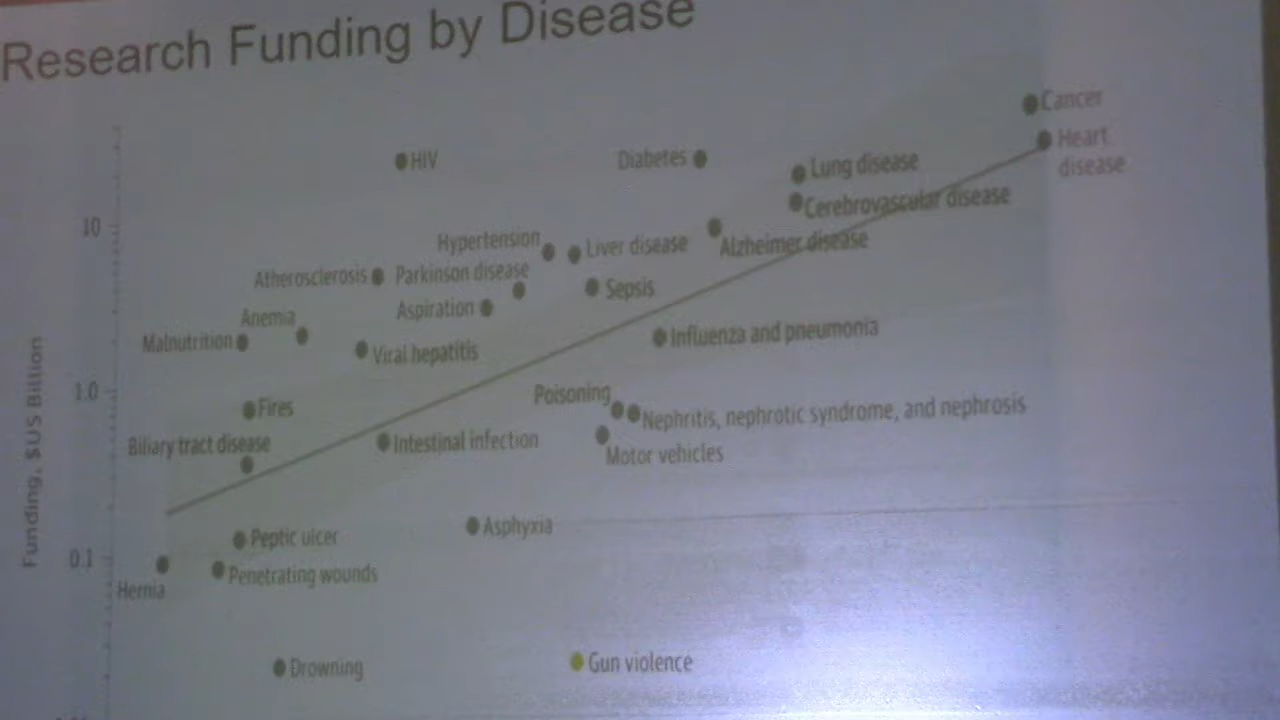 Research Funding by Disease
Cancer
Heart
disease
HIV
Diabetes
Lung disease
Cerebrovascular disease
10
Hypertension
Liver disease
Alzheimer disease
Atherosclerosis
Parkinson disease
Sepsis
Aspiration
Anemia
Malnutrition
Viral hepatitis
Influenza and pneumonia
Funding, $US Billion
1.0
Fires
Poisoning
Nephritis, nephrotic syndrome, and nephrosis
Biliary tract disease
Intestinal infection
Motor vehicles
Peptic ulcer
Asphyxia
0.1
Hernia
Penetrating wounds
Drowning
Gun violence